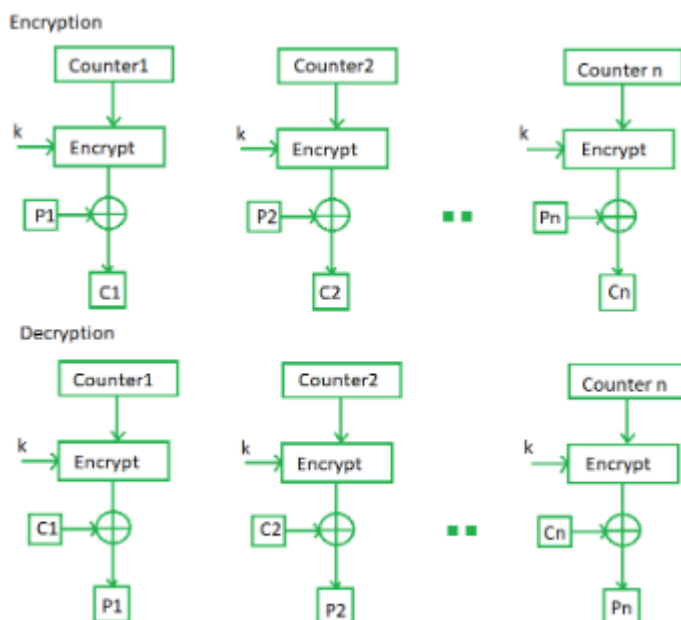 Encryption
Counter1 Counter2 Counter n
k Encrypt k Encrypt k Encrypt
P1 P2 Pn
C1 C2 Cn
Decryption
Counter1 Counter2 Counter n
k Encrypt k Encrypt k Encrypt
C1 C2 Cn
P1 P2 Pn